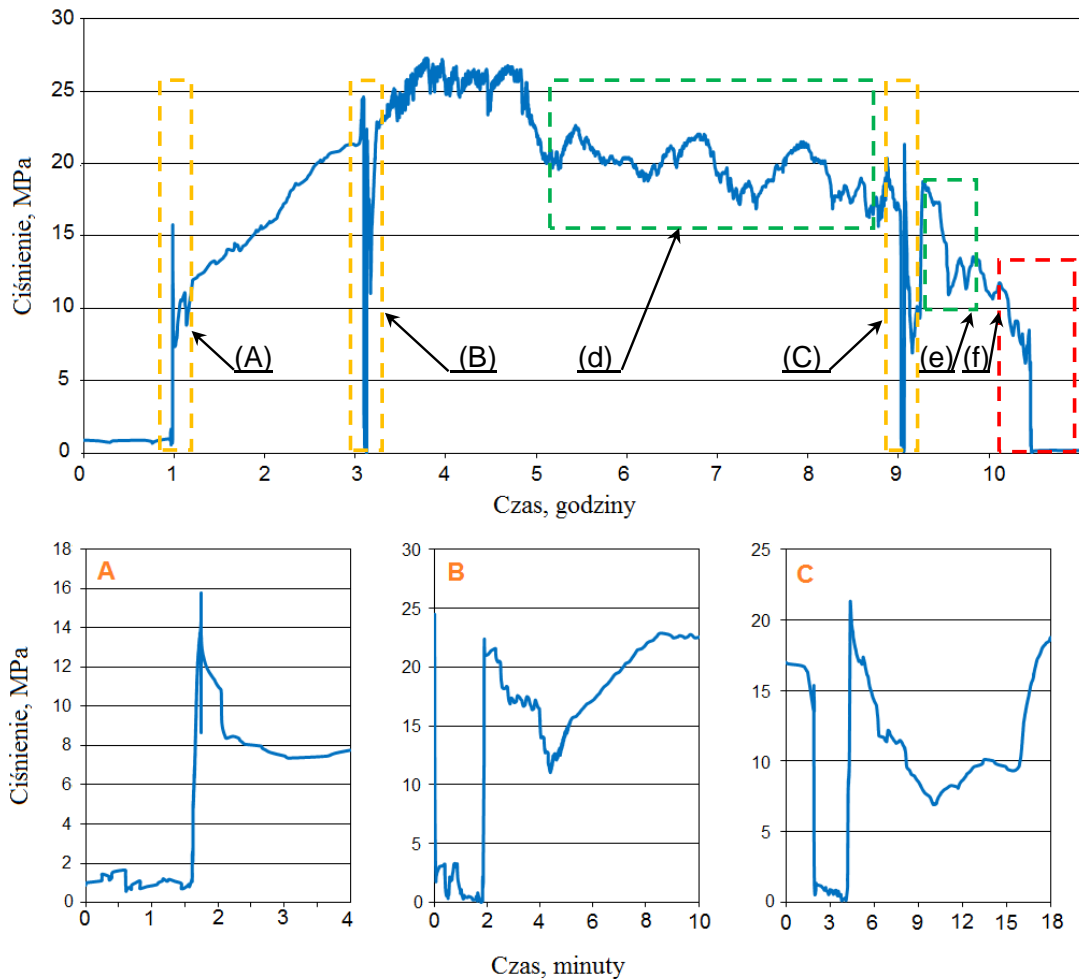 30
25
20
15
10
5
0
Ciśnienie, MPa
(A)
(B)
(d)
(C)
(e)
(f)
0 1 2 3 4 5 6 7 8 9 10
Czas, godziny
A
18
16
14
12
10
8
6
4
2
0
0 1 2 3 4
Ciśnienie, MPa
B
30
25
20
15
10
5
0
0 2 4 6 8 10
C
25
20
15
10
5
0
0 3 6 9 12 15 18
Czas, minuty